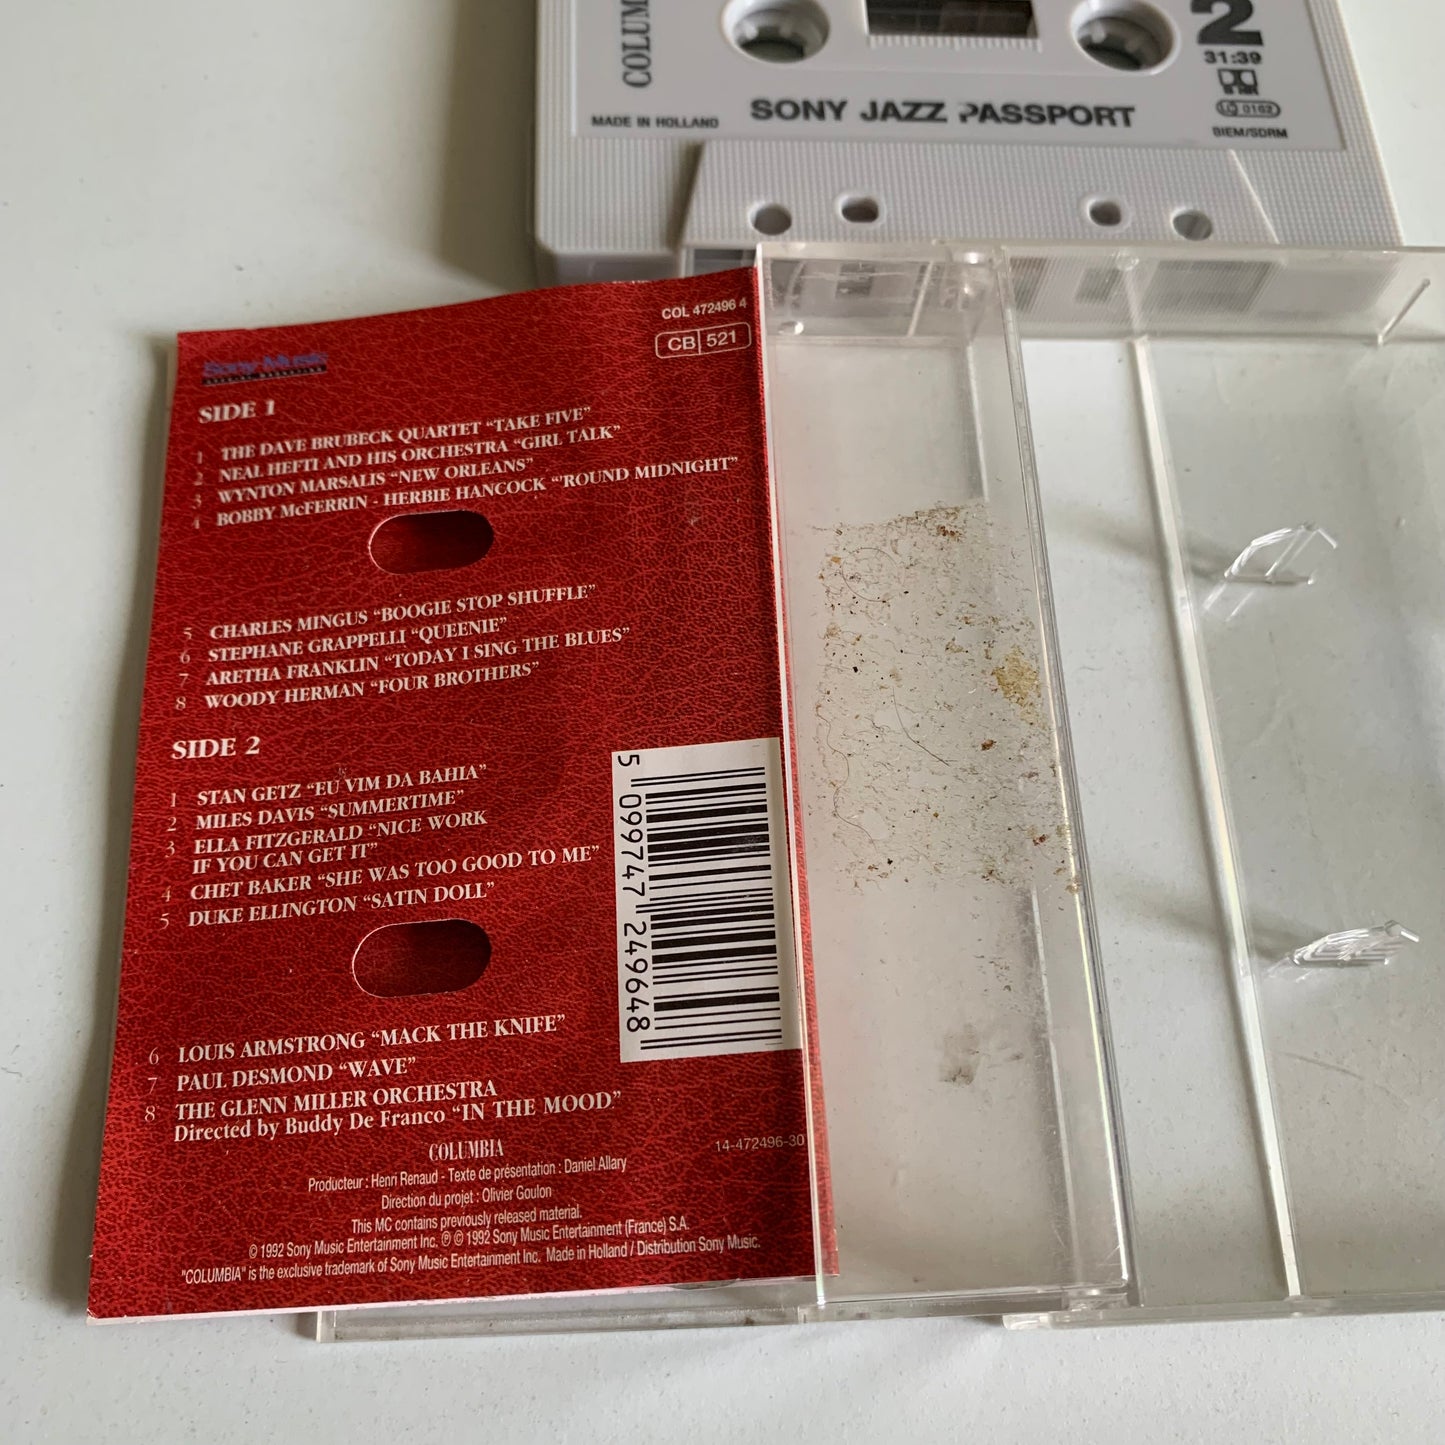 COLUM
2
31:39
B NR
LC 0162
BIEM/SDRM
MADE IN HOLLAND
SONY JAZZ PASSPORT
COL 472496 4
CB 521
Sony Music
SPECIAL MARKETING
SIDE 1
1 THE DAVE BRUBECK QUARTET “TAKE FIVE”
2 NEAL HEFTI AND HIS ORCHESTRA “GIRL TALK”
3 WYNTON MARSALIS “NEW ORLEANS”
4 BOBBY McFERRIN - HERBIE HANCOCK “'ROUND MIDNIGHT”
5 CHARLES MINGUS “BOOGIE STOP SHUFFLE”
6 STEPHANE GRAPPELLI “QUEENIE”
7 ARETHA FRANKLIN “TODAY I SING THE BLUES”
8 WOODY HERMAN “FOUR BROTHERS”
SIDE 2
1 STAN GETZ “EU VIM DA BAHIA”
2 MILES DAVIS “SUMMERTIME”
3 ELLA FITZGERALD “NICE WORK
IF YOU CAN GET IT”
4 CHET BAKER “SHE WAS TOO GOOD TO ME”
5 DUKE ELLINGTON “SATIN DOLL”
6 LOUIS ARMSTRONG “MACK THE KNIFE”
7 PAUL DESMOND “WAVE”
8 THE GLENN MILLER ORCHESTRA
Directed by Buddy De Franco “IN THE MOOD”
5 099747 249648
COLUMBIA
14-472496-30
Producteur : Henri Renaud - Texte de présentation : Daniel Allary
Direction du projet : Olivier Goulon
This MC contains previously released material.
© 1992 Sony Music Entertainment Inc. ℗ © 1992 Sony Music Entertainment (France) S.A.
"COLUMBIA" is the exclusive trademark of Sony Music Entertainment Inc. Made in Holland / Distribution Sony Music.